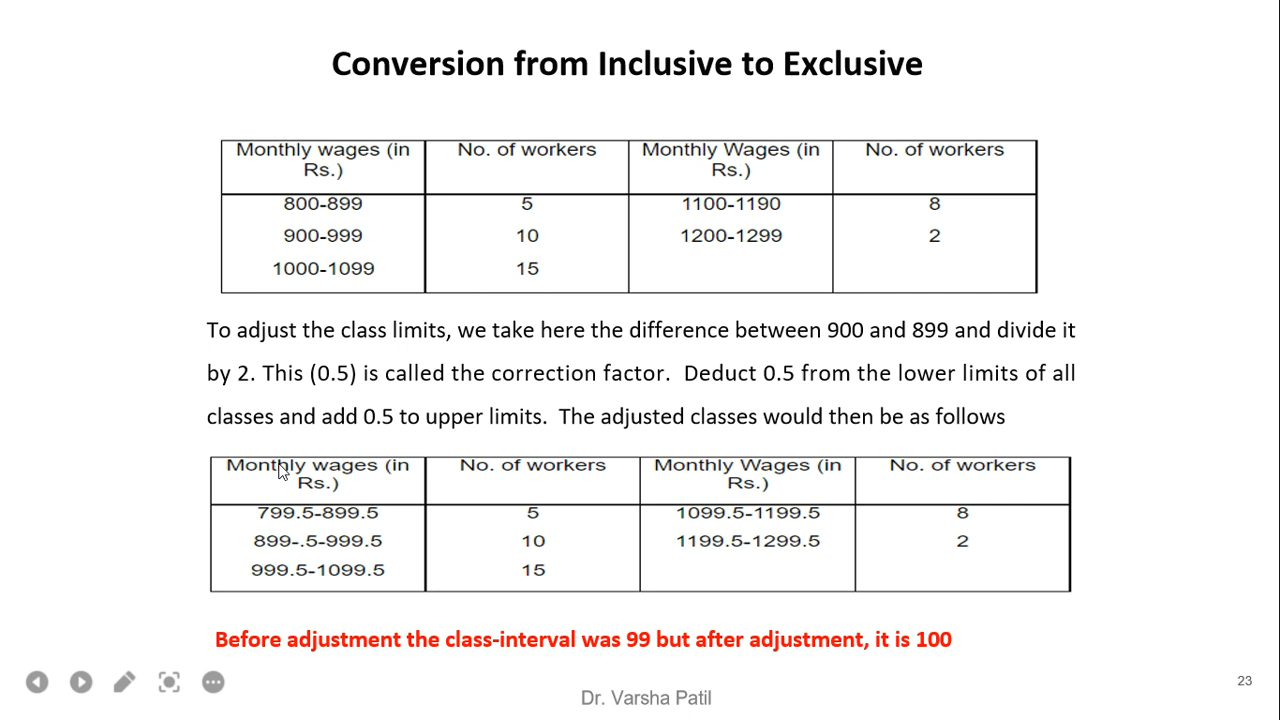 Conversion from Inclusive to Exclusive
Monthly wages (in Rs.) No. of workers Monthly Wages (in Rs.) No. of workers
800-899 5 1100-1190 8
900-999 10 1200-1299 2
1000-1099 15
To adjust the class limits, we take here the difference between 900 and 899 and divide it
by 2. This (0.5) is called the correction factor. Deduct 0.5 from the lower limits of all
classes and add 0.5 to upper limits. The adjusted classes would then be as follows
Monthly wages (in Rs.) No. of workers Monthly Wages (in Rs.) No. of workers
799.5-899.5 5 1099.5-1199.5 8
899-.5-999.5 10 1199.5-1299.5 2
999.5-1099.5 15
Before adjustment the class-interval was 99 but after adjustment, it is 100
23
Dr. Varsha Patil